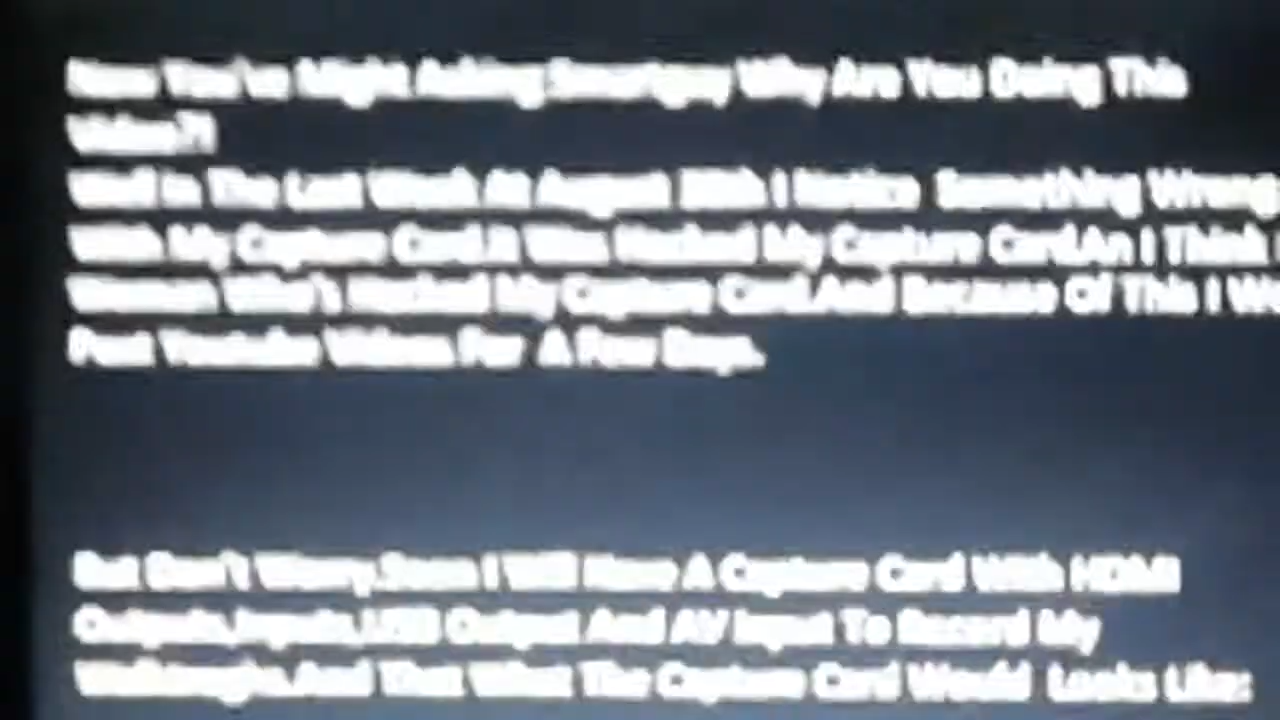 Now You've Might Asking,Smartguy Why Are You Doing This
Video?!
Well In The Last Week At August I Notice Something Wrong
With My Capture Card.It Was Hacked My Capture Card.An I Think
Who's Hacked My Capture Card.And Because Of This I
Post Youtube Videos For A Few Days.
But Don't Worry,Soon I Will Have A Capture Card With HDMI
Outputs,Inputs,USB Output And AV Input To Record My
And That What The Capture Card Would Looks Like: